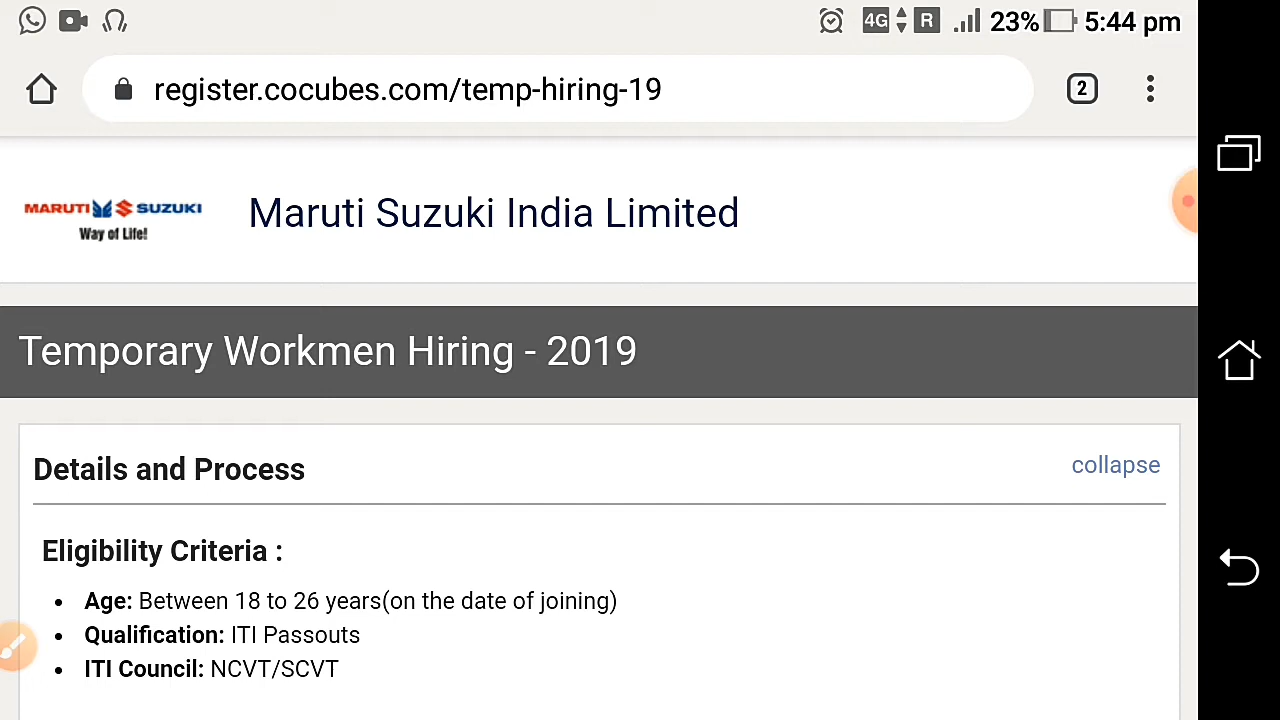 4G R 23% 5:44 pm
register.cocubes.com/temp-hiring-19
2
MARUTI SUZUKI
Way of Life!
Maruti Suzuki India Limited
Temporary Workmen Hiring - 2019
Details and Process
collapse
Eligibility Criteria :
• Age: Between 18 to 26 years(on the date of joining)
• Qualification: ITI Passouts
• ITI Council: NCVT/SCVT